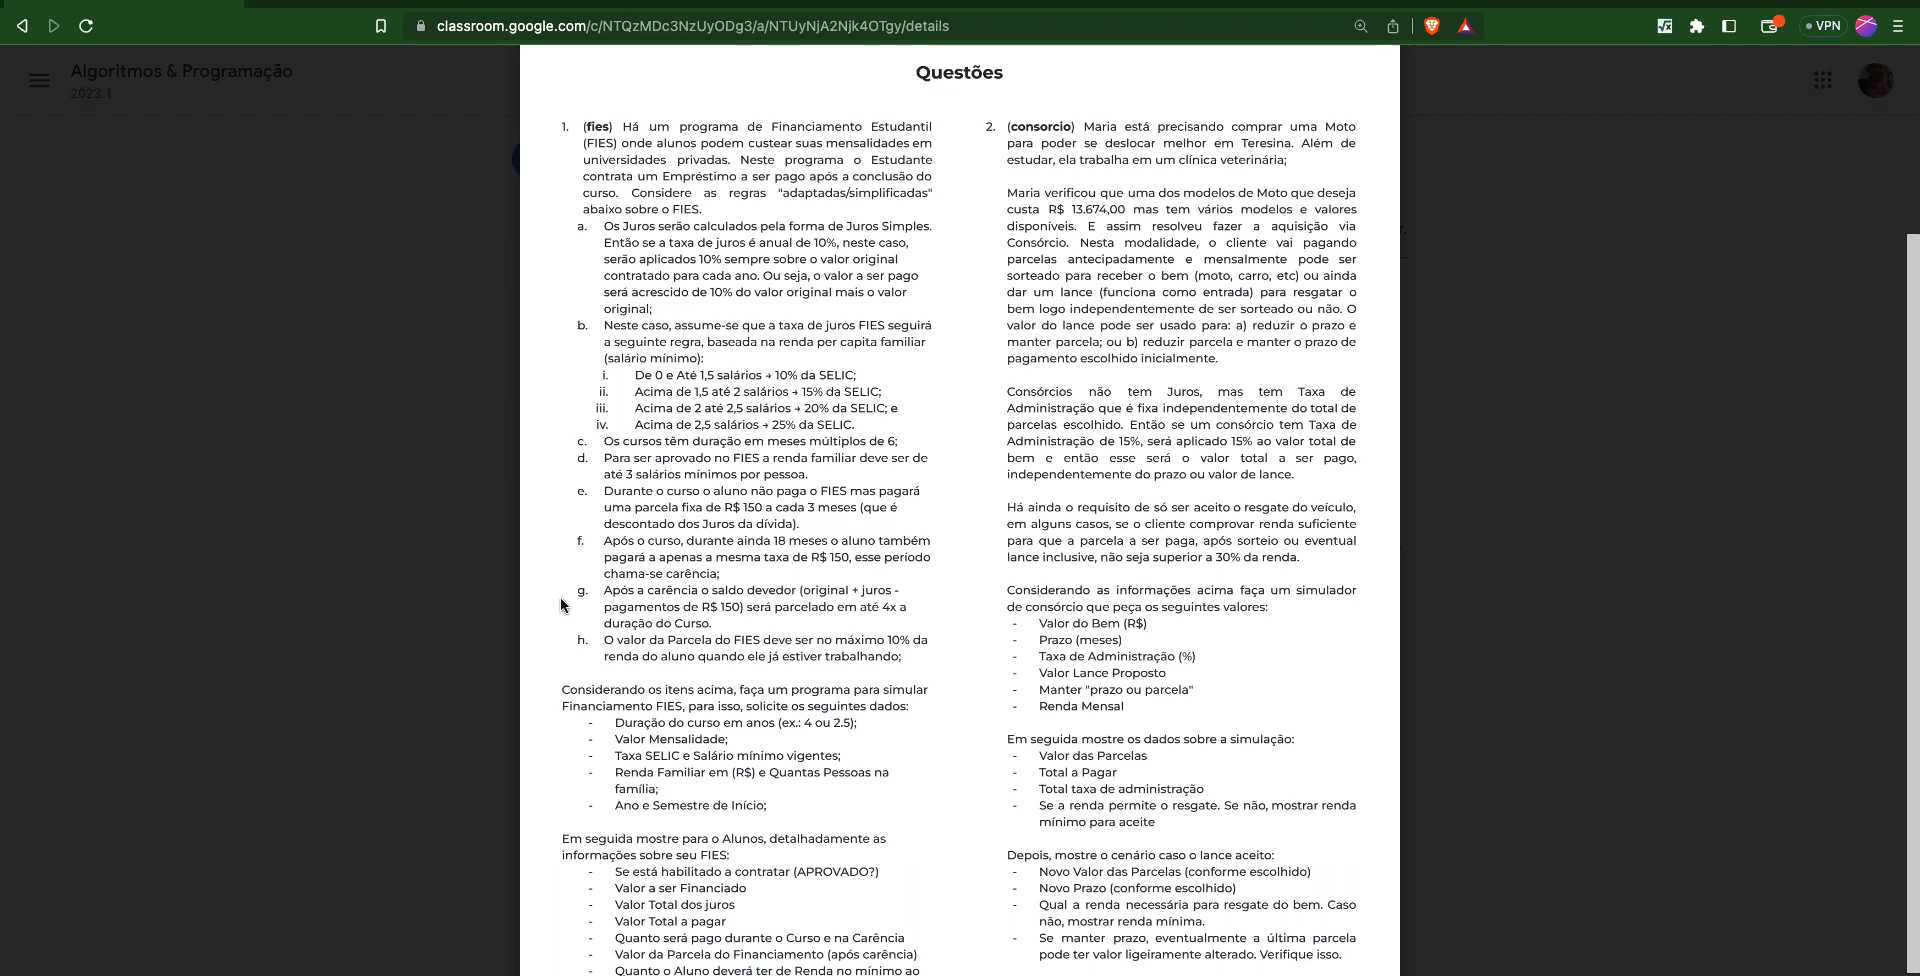 classroom.google.com/c/NTQzMDc3NzUyODg3/a/NTUyNjA2Njk4OTgy/details
VPN
Algoritmos & Programação
2023.1
Questões
1. (fies) Há um programa de Financiamento Estudantil
(FIES) onde alunos podem custear suas mensalidades em
universidades privadas. Neste programa o Estudante
contrata um Empréstimo a ser pago após a conclusão do
curso. Considere as regras "adaptadas/simplificadas"
abaixo sobre o FIES.
a. Os Juros serão calculados pela forma de Juros Simples.
Então se a taxa de juros é anual de 10%, neste caso,
serão aplicados 10% sempre sobre o valor original
contratado para cada ano. Ou seja, o valor a ser pago
será acrescido de 10% do valor original mais o valor
original;
b. Neste caso, assume-se que a taxa de juros FIES seguirá
a seguinte regra, baseada na renda per capita familiar
(salário mínimo):
i. De 0 e Até 1,5 salários → 10% da SELIC;
ii. Acima de 1,5 até 2 salários → 15% da SELIC;
iii. Acima de 2 até 2,5 salários → 20% da SELIC; e
iv. Acima de 2,5 salários → 25% da SELIC.
c. Os cursos têm duração em meses múltiplos de 6;
d. Para ser aprovado no FIES a renda familiar deve ser de
até 3 salários mínimos por pessoa.
e. Durante o curso o aluno não paga o FIES mas pagará
uma parcela fixa de R$ 150 a cada 3 meses (que é
descontado dos Juros da dívida).
f. Após o curso, durante ainda 18 meses o aluno também
pagará a apenas a mesma taxa de R$ 150, esse período
chama-se carência;
g. Após a carência o saldo devedor (original + juros -
pagamentos de R$ 150) será parcelado em até 4x a
duração do Curso.
h. O valor da Parcela do FIES deve ser no máximo 10% da
renda do aluno quando ele já estiver trabalhando;
Considerando os itens acima, faça um programa para simular
Financiamento FIES, para isso, solicite os seguintes dados:
- Duração do curso em anos (ex.: 4 ou 2.5);
- Valor Mensalidade;
- Taxa SELIC e Salário mínimo vigentes;
- Renda Familiar em (R$) e Quantas Pessoas na
família;
- Ano e Semestre de Início;
Em seguida mostre para o Alunos, detalhadamente as
informações sobre seu FIES:
- Se está habilitado a contratar (APROVADO?)
- Valor a ser Financiado
- Valor Total dos juros
- Valor Total a pagar
- Quanto será pago durante o Curso e na Carência
- Valor da Parcela do Financiamento (após carência)
- Quanto o Aluno deverá ter de Renda no mínimo ao
2. (consorcio) Maria está precisando comprar uma Moto
para poder se deslocar melhor em Teresina. Além de
estudar, ela trabalha em um clínica veterinária;
Maria verificou que uma dos modelos de Moto que deseja
custa R$ 13.674,00 mas tem vários modelos e valores
disponíveis. E assim resolveu fazer a aquisição via
Consórcio. Nesta modalidade, o cliente vai pagando
parcelas antecipadamente e mensalmente pode ser
sorteado para receber o bem (moto, carro, etc) ou ainda
dar um lance (funciona como entrada) para resgatar o
bem logo independentemente de ser sorteado ou não. O
valor do lance pode ser usado para: a) reduzir o prazo e
manter parcela; ou b) reduzir parcela e manter o prazo de
pagamento escolhido inicialmente.
Consórcios não tem Juros, mas tem Taxa de
Administração que é fixa independentemente do total de
parcelas escolhido. Então se um consórcio tem Taxa de
Administração de 15%, será aplicado 15% ao valor total de
bem e então esse será o valor total a ser pago,
independentemente do prazo ou valor de lance.
Há ainda o requisito de só ser aceito o resgate do veículo,
em alguns casos, se o cliente comprovar renda suficiente
para que a parcela a ser paga, após sorteio ou eventual
lance inclusive, não seja superior a 30% da renda.
Considerando as informações acima faça um simulador
de consórcio que peça os seguintes valores:
- Valor do Bem (R$)
- Prazo (meses)
- Taxa de Administração (%)
- Valor Lance Proposto
- Manter "prazo ou parcela"
- Renda Mensal
Em seguida mostre os dados sobre a simulação:
- Valor das Parcelas
- Total a Pagar
- Total taxa de administração
- Se a renda permite o resgate. Se não, mostrar renda
mínimo para aceite
Depois, mostre o cenário caso o lance aceito:
- Novo Valor das Parcelas (conforme escolhido)
- Novo Prazo (conforme escolhido)
- Qual a renda necessária para resgate do bem. Caso
não, mostrar renda mínima.
- Se manter prazo, eventualmente a última parcela
pode ter valor ligeiramente alterado. Verifique isso.